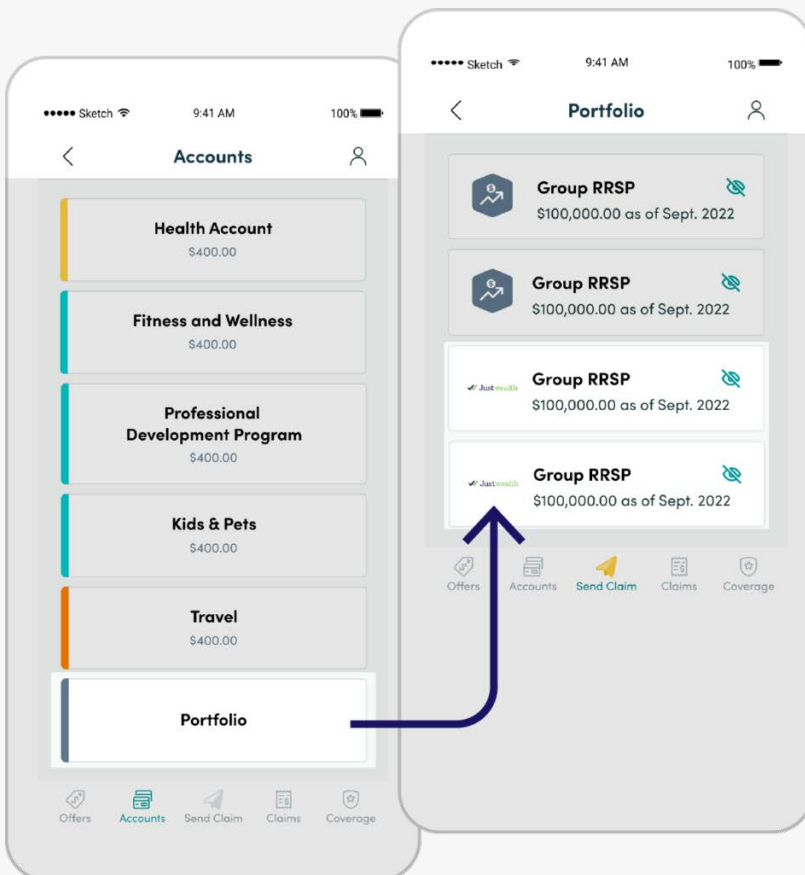 Sketch 9:41 AM 100%
Accounts
Health Account
$400.00
Fitness and Wellness
$400.00
Professional
Development Program
$400.00
Kids & Pets
$400.00
Travel
$400.00
Portfolio
Offers Accounts Send Claim Claims Coverage
Sketch 9:41 AM 100%
Portfolio
Group RRSP
$100,000.00 as of Sept. 2022
Group RRSP
$100,000.00 as of Sept. 2022
Justwealth
Group RRSP
$100,000.00 as of Sept. 2022
Justwealth
Group RRSP
$100,000.00 as of Sept. 2022
Offers Accounts Send Claim Claims Coverage